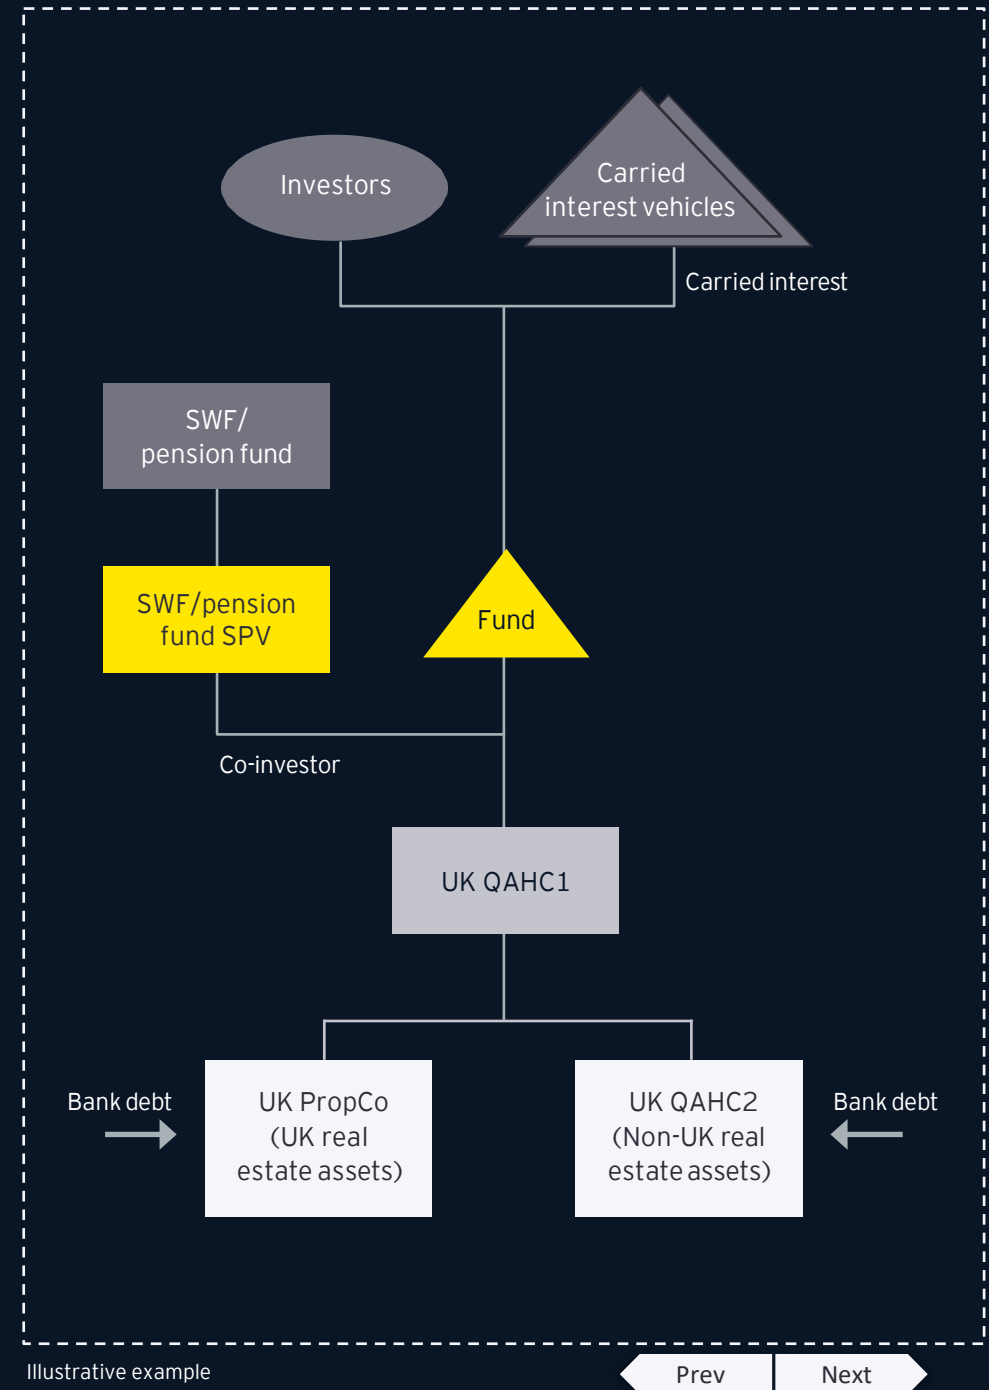 Investors
Carried
interest vehicles
Carried interest
SWF/
pension fund
SWF/pension
fund SPV
Fund
Co-investor
UK QAHC1
Bank debt
UK PropCo
(UK real
estate assets)
UK QAHC2
(Non-UK real
estate assets)
Bank debt
Illustrative example
Prev
Next